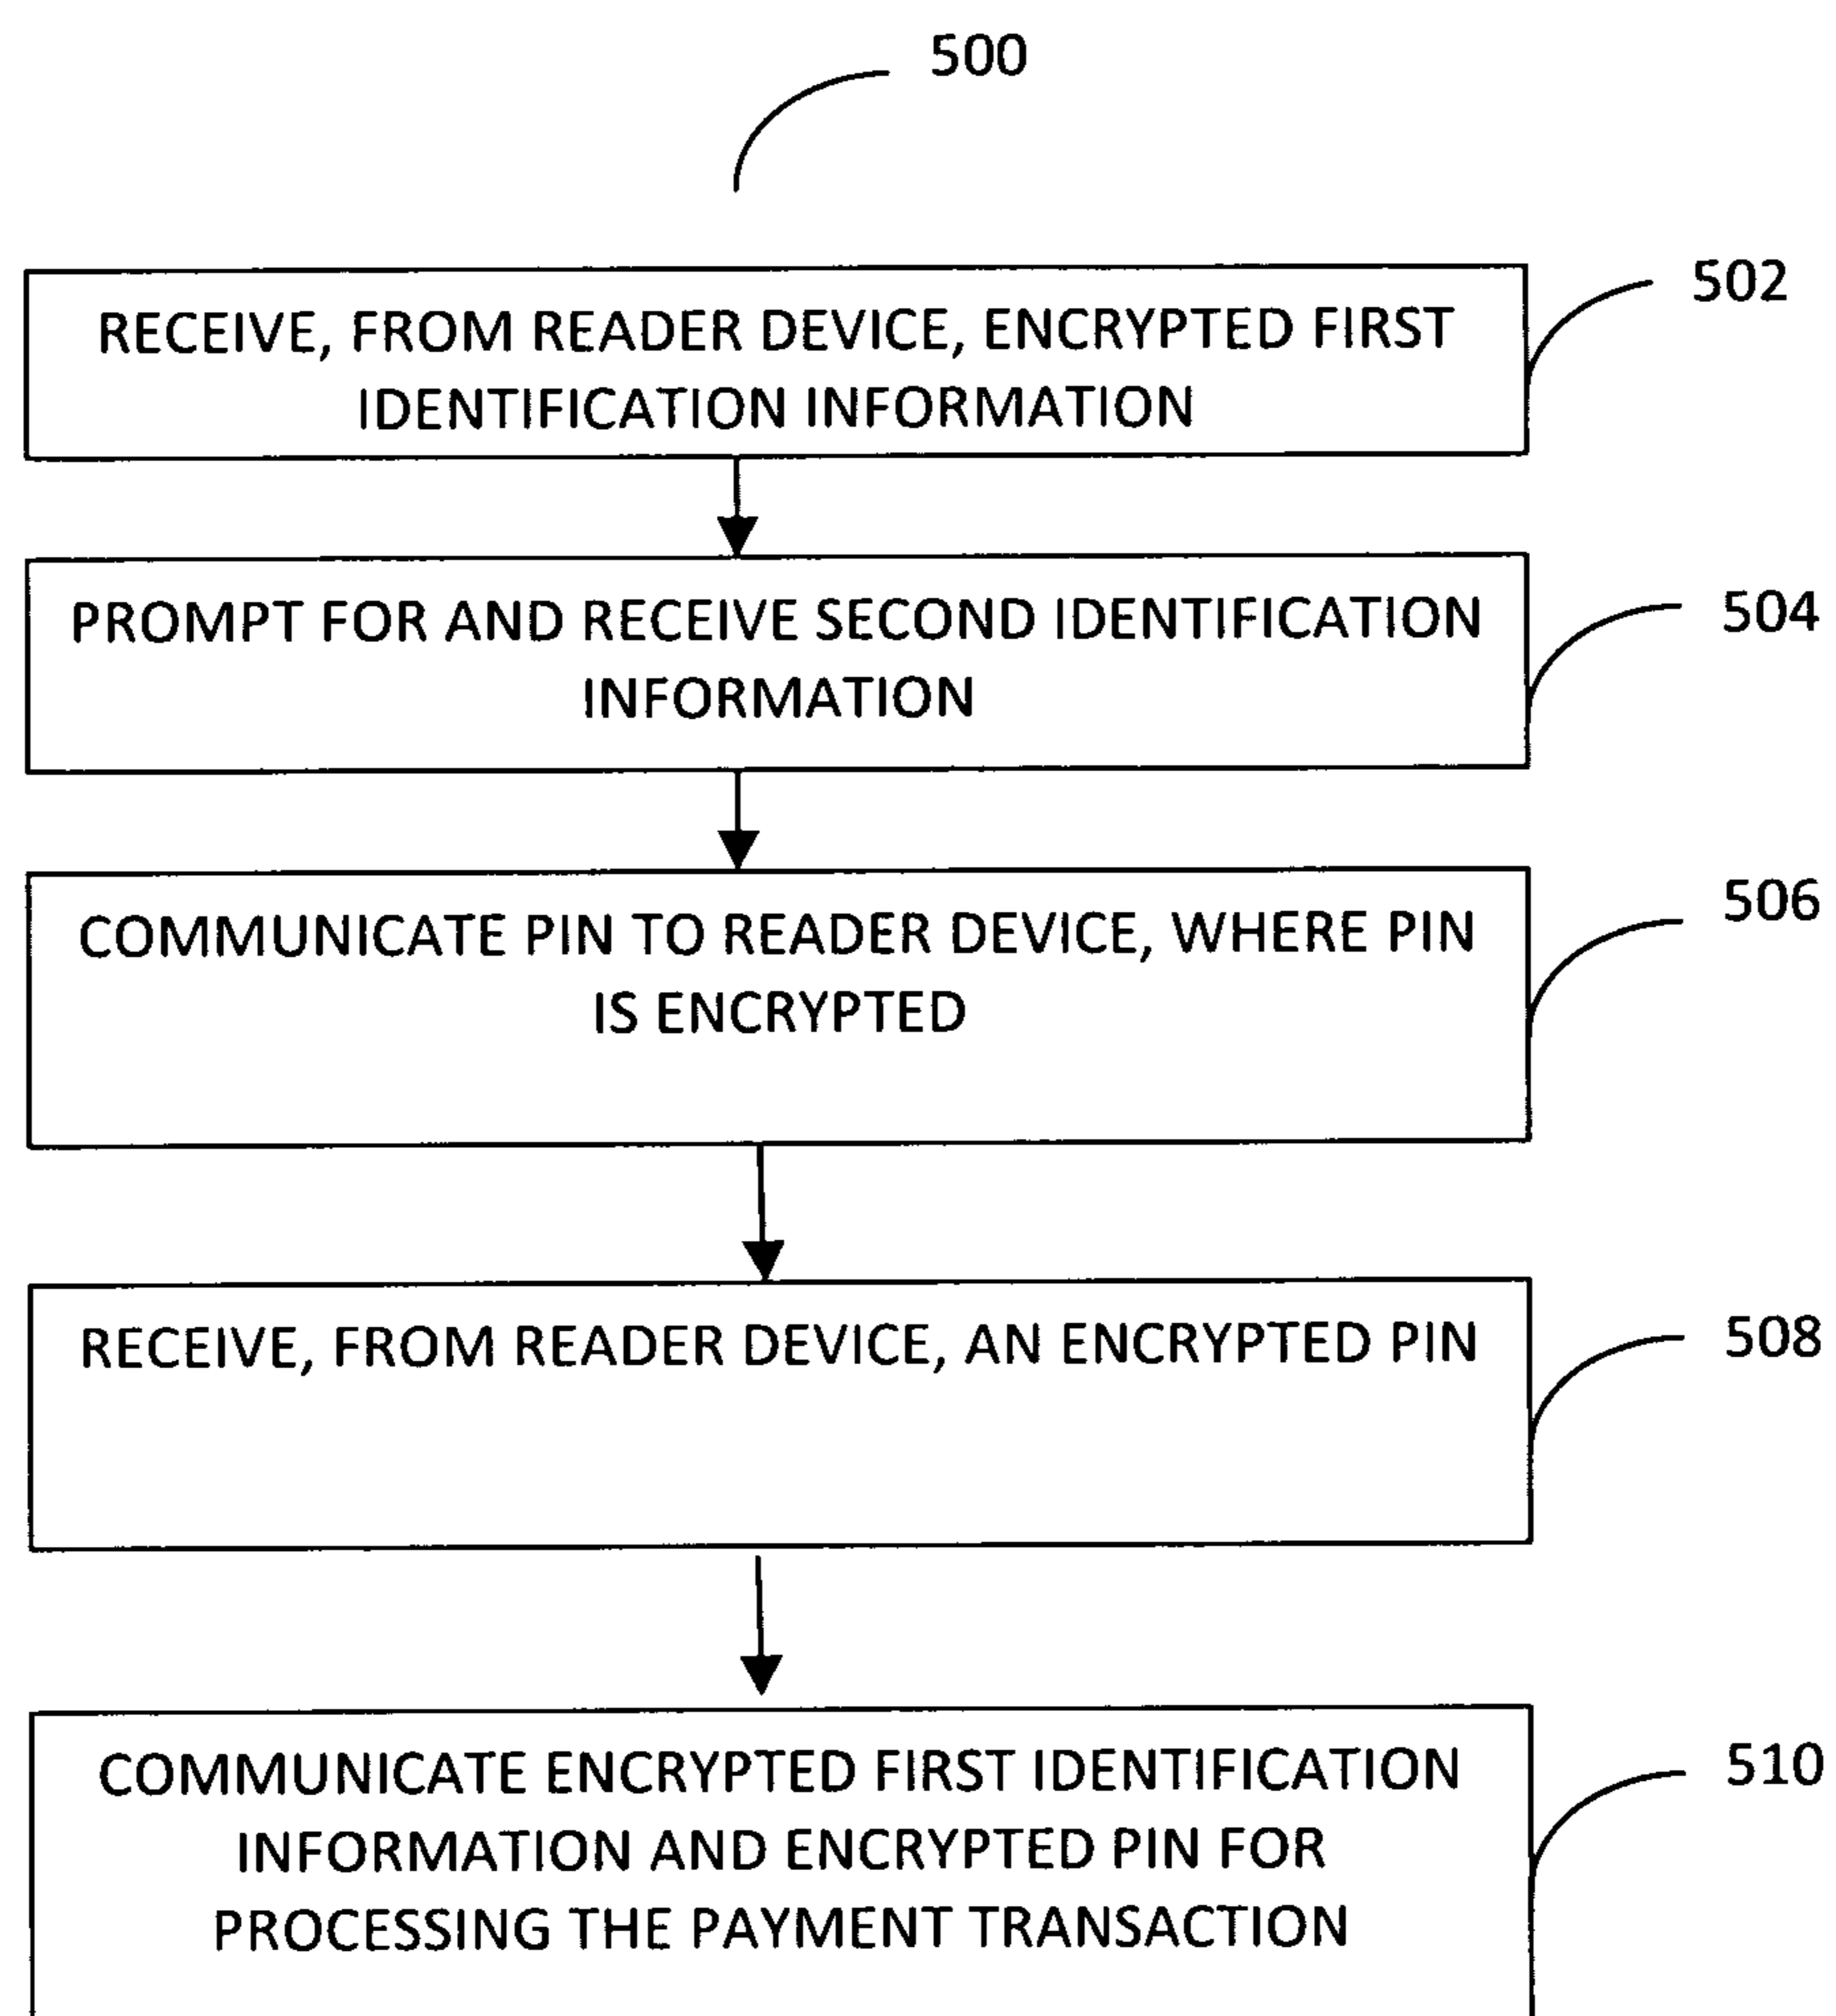 500
RECEIVE, FROM READER DEVICE, ENCRYPTED FIRST
IDENTIFICATION INFORMATION
502
PROMPT FOR AND RECEIVE SECOND IDENTIFICATION
INFORMATION
504
COMMUNICATE PIN TO READER DEVICE, WHERE PIN
IS ENCRYPTED
506
RECEIVE, FROM READER DEVICE, AN ENCRYPTED PIN
508
COMMUNICATE ENCRYPTED FIRST IDENTIFICATION
INFORMATION AND ENCRYPTED PIN FOR
PROCESSING THE PAYMENT TRANSACTION
510